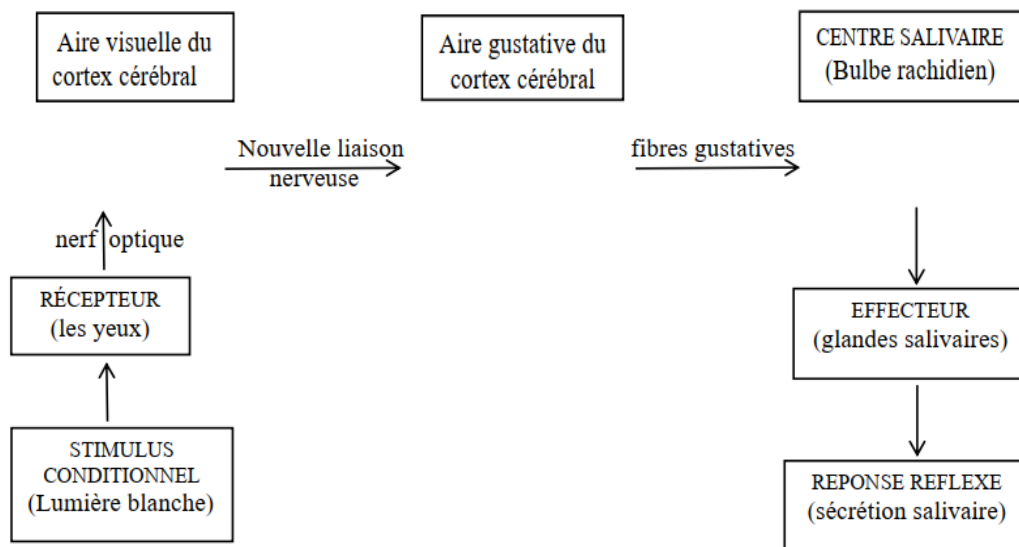 Aire visuelle du
cortex cérébral
Aire gustative du
cortex cérébral
CENTRE SALIVAIRE
(Bulbe rachidien)
Nouvelle liaison
nerveuse
fibres gustatives
nerf optique
RÉCEPTEUR
(les yeux)
EFFECTEUR
(glandes salivaires)
STIMULUS
CONDITIONNEL
(Lumière blanche)
REPONSE REFLEXE
(sécrétion salivaire)